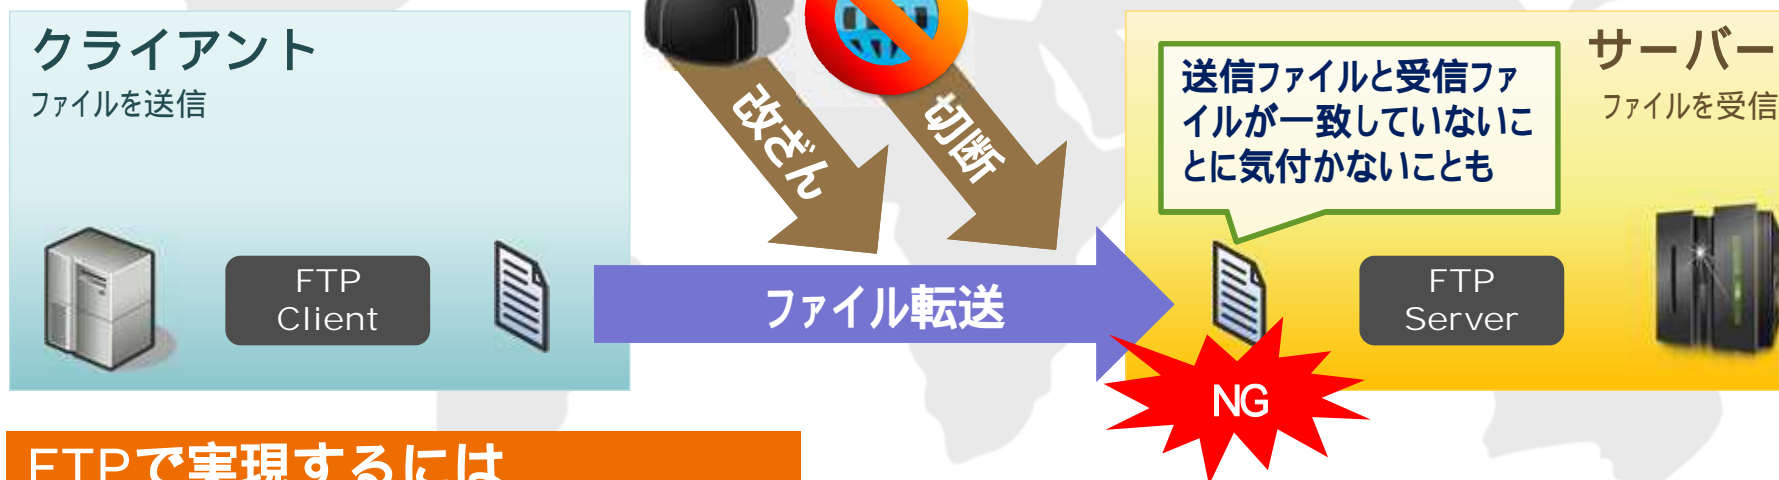 クライアント
ファイルを送信
FTP
Client
改ざん
切断
ファイル転送
送信ファイルと受信ファ
イルが一致していないこ
とに気付かないことも
サーバー
ファイルを受信
FTP
Server
NG
FTPで実現するには